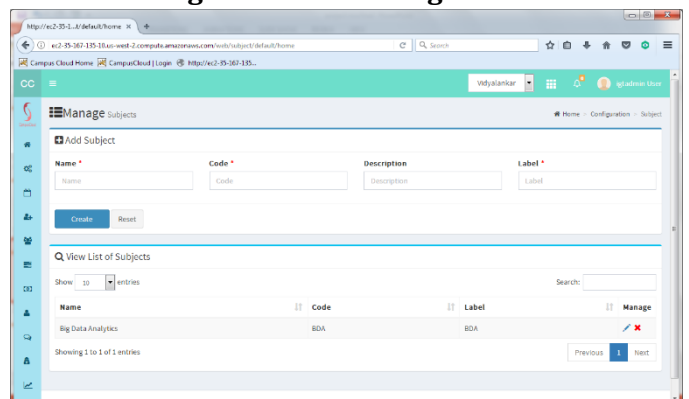 http://ec2-35-1...t/default/home
ec2-35-167-135-18.us-west-2.compute.amazonaws.com/web/subject/default/home
Search
Campus Cloud Home CampusCloud | Login http://ec2-35-167-135...
CC
Vidyalankar
igtadmin User
Manage Subjects
Home > Configuration > Subject
Add Subject
Name * Code * Description Label *
Name Code Description Label
Create Reset
View List of Subjects
Show 10 entries Search:
Name Code Label Manage
Big Data Analytics BDA BDA
Showing 1 to 1 of 1 entries
Previous 1 Next